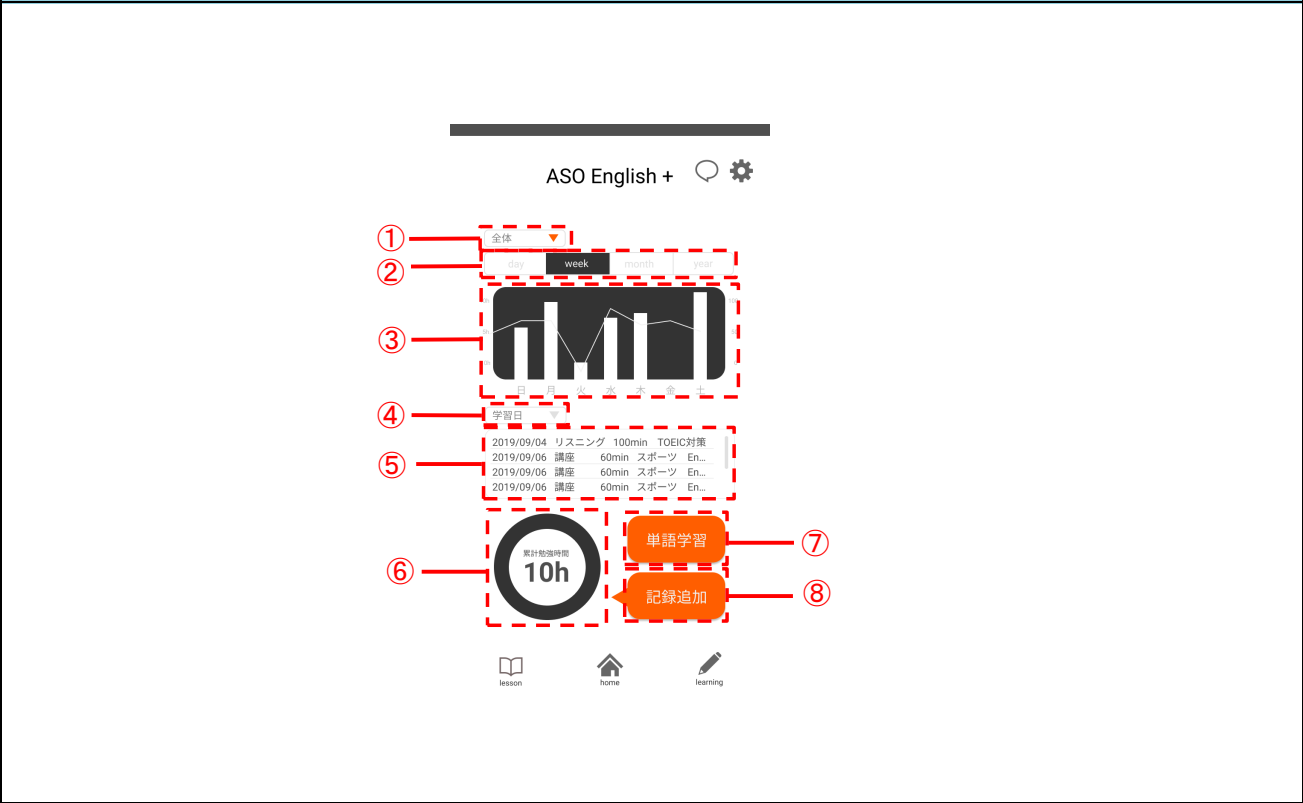 ASO English +
① 全体
② day week month year
③
日 月 火 水 木 金 土
④ 学習日
⑤
2019/09/04 リスニング 100min TOEIC対策
2019/09/06 講座 60min スポーツ En...
2019/09/06 講座 60min スポーツ En...
2019/09/06 講座 60min スポーツ En...
⑥
累計勉強時間
10h
単語学習 ⑦
記録追加 ⑧
lesson home learning